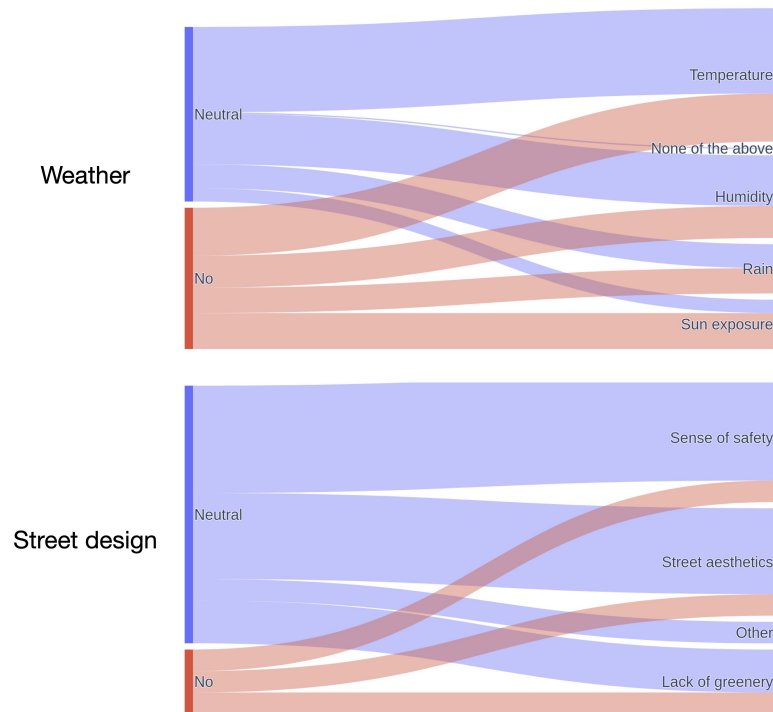 Weather
Neutral
No
Temperature
None of the above
Humidity
Rain
Sun exposure
Street design
Neutral
No
Sense of safety
Street aesthetics
Other
Lack of greenery